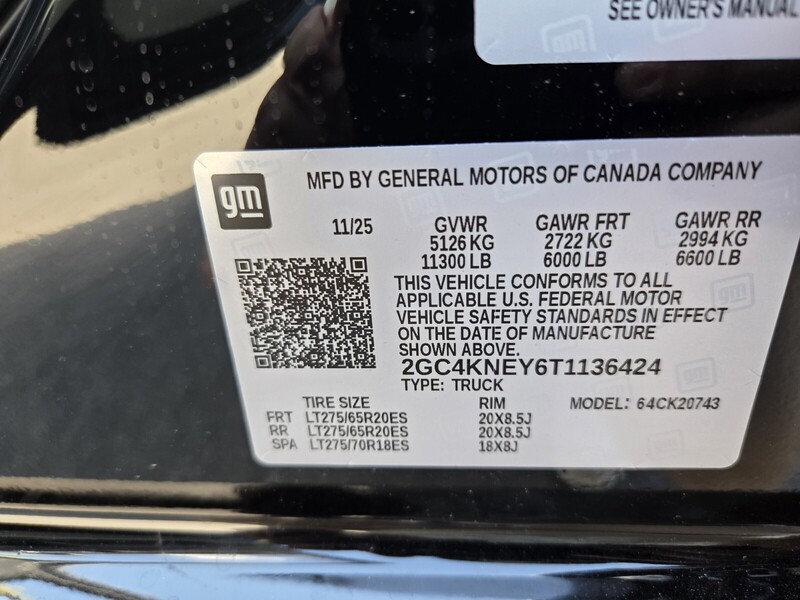 SEE OWNER'S MANUAL
gm
MFD BY GENERAL MOTORS OF CANADA COMPANY
11/25 GVWR GAWR FRT GAWR RR
5126 KG 2722 KG 2994 KG
11300 LB 6000 LB 6600 LB
THIS VEHICLE CONFORMS TO ALL
APPLICABLE U.S. FEDERAL MOTOR
VEHICLE SAFETY STANDARDS IN EFFECT
ON THE DATE OF MANUFACTURE
SHOWN ABOVE.
2GC4KNEY6T1136424
TYPE: TRUCK
TIRE SIZE RIM MODEL: 64CK20743
FRT LT275/65R20ES 20X8.5J
RR LT275/65R20ES 20X8.5J
SPA LT275/70R18ES 18X8J